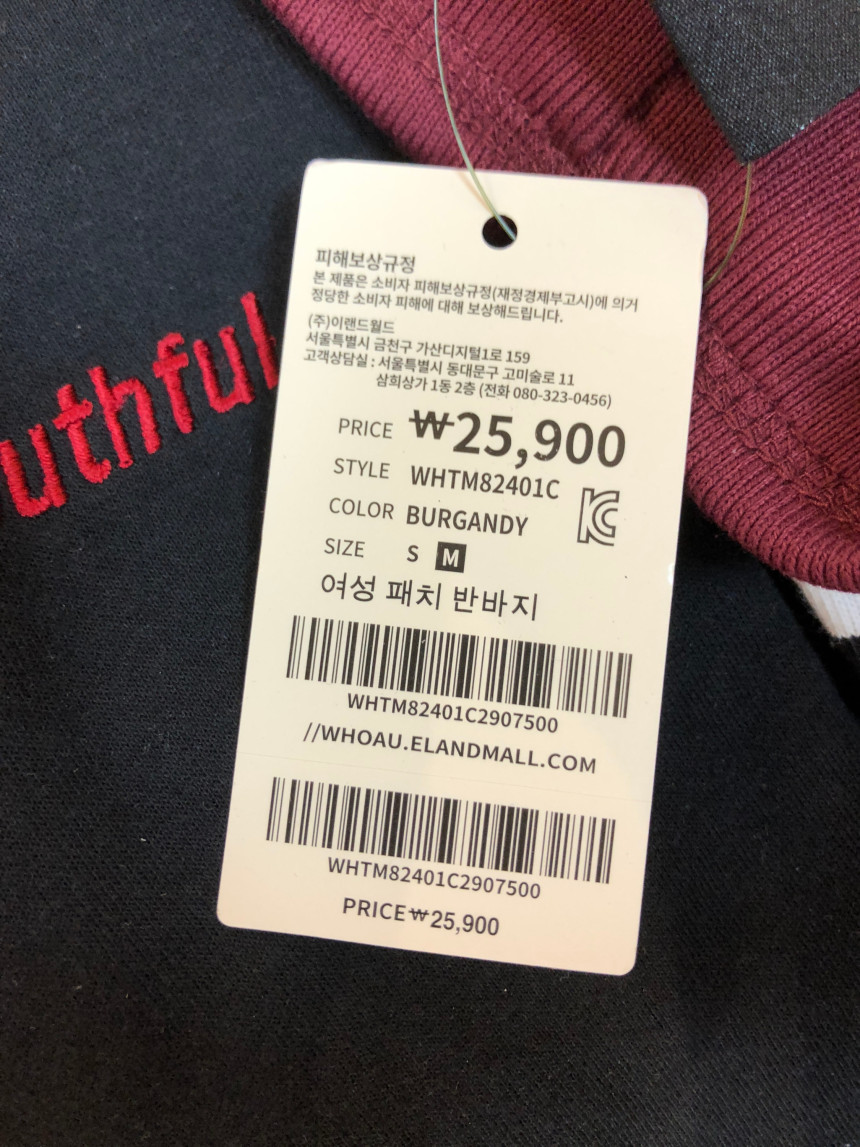 피해보상규정
본 제품은 소비자 피해보상규정(재정경제부고시)에 의거
정당한 소비자 피해에 대해 보상해드립니다.
(주)이랜드월드
서울특별시 금천구 가산디지털1로 159
고객상담실 : 서울특별시 동대문구 고미술로 11
삼희상가 1동 2층 (전화 080-323-0456)
PRICE ₩25,900
STYLE WHTM82401C
COLOR BURGANDY
SIZE S M
여성 패치 반바지
WHTM82401C2907500
//WHOAU.ELANDMALL.COM
WHTM82401C2907500
PRICE₩25,900
uthful